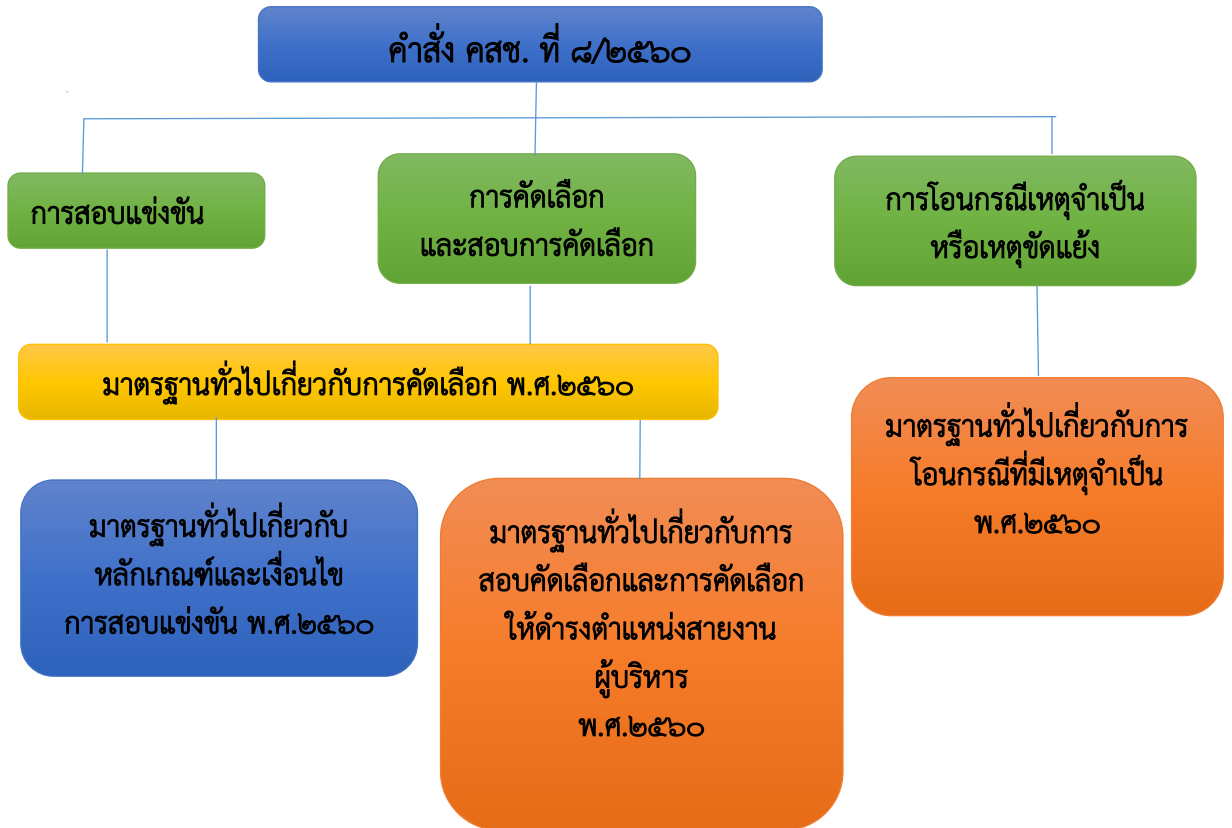 คำสั่ง คสช. ที่ ๘/๒๕๖๐
การสอบแข่งขัน
การคัดเลือก
และสอบการคัดเลือก
การโอนกรณีเหตุจำเป็น
หรือเหตุขัดแย้ง
มาตรฐานทั่วไปเกี่ยวกับการคัดเลือก พ.ศ.๒๕๖๐
มาตรฐานทั่วไปเกี่ยวกับ
หลักเกณฑ์และเงื่อนไข
การสอบแข่งขัน พ.ศ.๒๕๖๐
มาตรฐานทั่วไปเกี่ยวกับการ
สอบคัดเลือกและการคัดเลือก
ให้ดำรงตำแหน่งสายงาน
ผู้บริหาร
พ.ศ.๒๕๖๐
มาตรฐานทั่วไปเกี่ยวกับการ
โอนกรณีที่มีเหตุจำเป็น
พ.ศ.๒๕๖๐